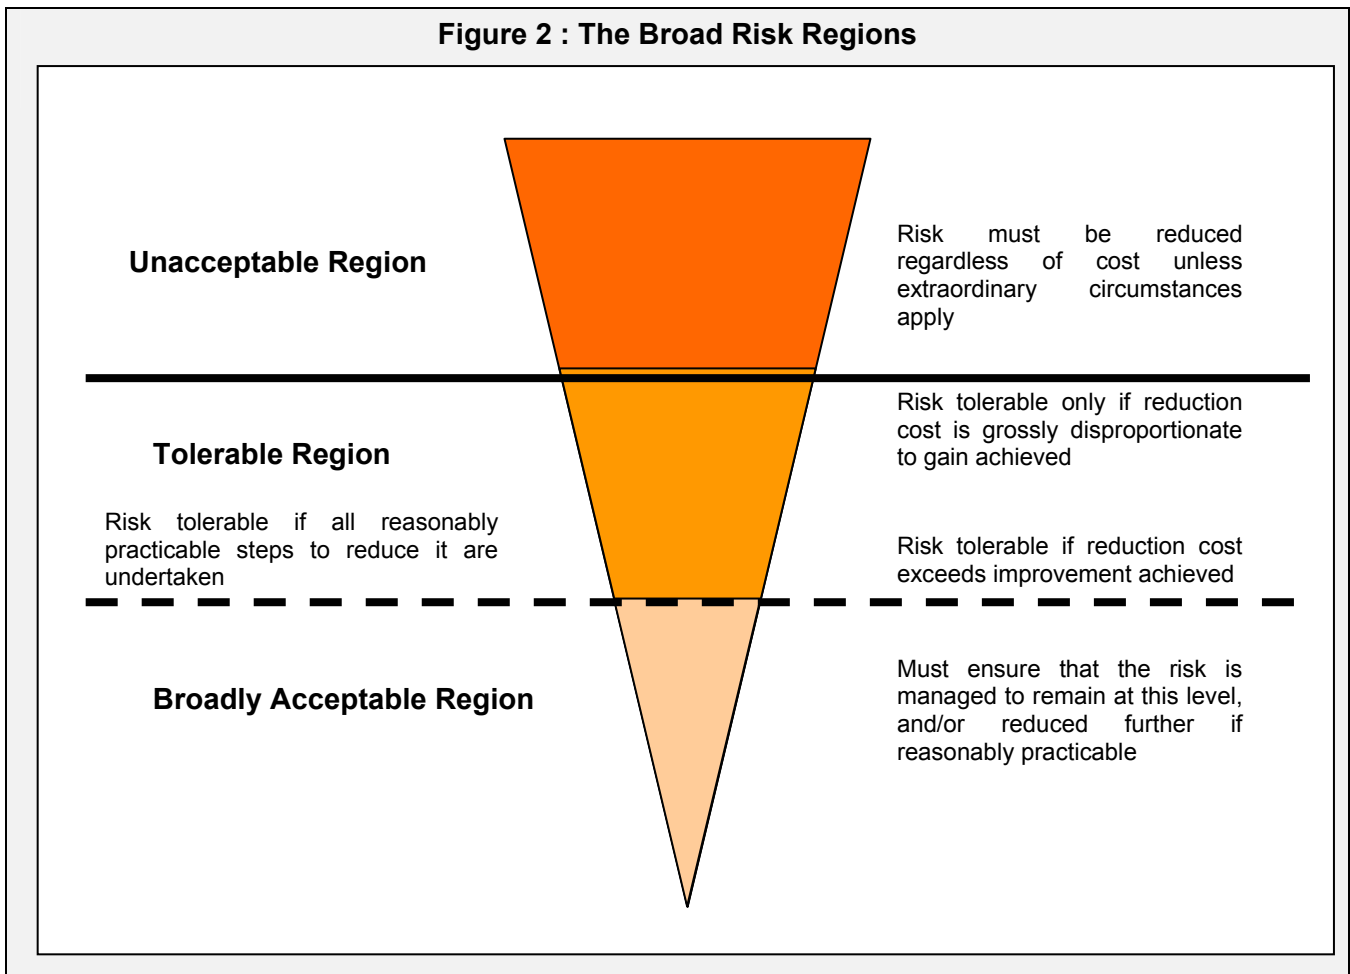 Figure 2 : The Broad Risk Regions
Unacceptable Region
Risk must be reduced
regardless of cost unless
extraordinary circumstances
apply
Tolerable Region
Risk tolerable if all reasonably
practicable steps to reduce it are
undertaken
Risk tolerable only if reduction
cost is grossly disproportionate
to gain achieved
Risk tolerable if reduction cost
exceeds improvement achieved
Broadly Acceptable Region
Must ensure that the risk is
managed to remain at this level,
and/or reduced further if
reasonably practicable